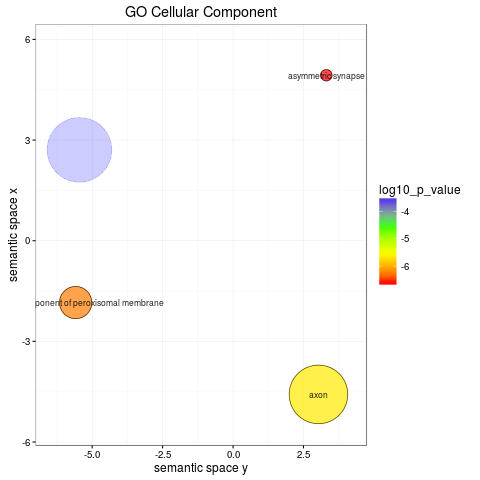 GO Cellular Component
6
3
0
-3
-6
semantic space x
asymmetric synapse
ponent of peroxisomal membrane
axon
-5.0
-2.5
0.0
2.5
semantic space y
log10_p_value
-4
-5
-6